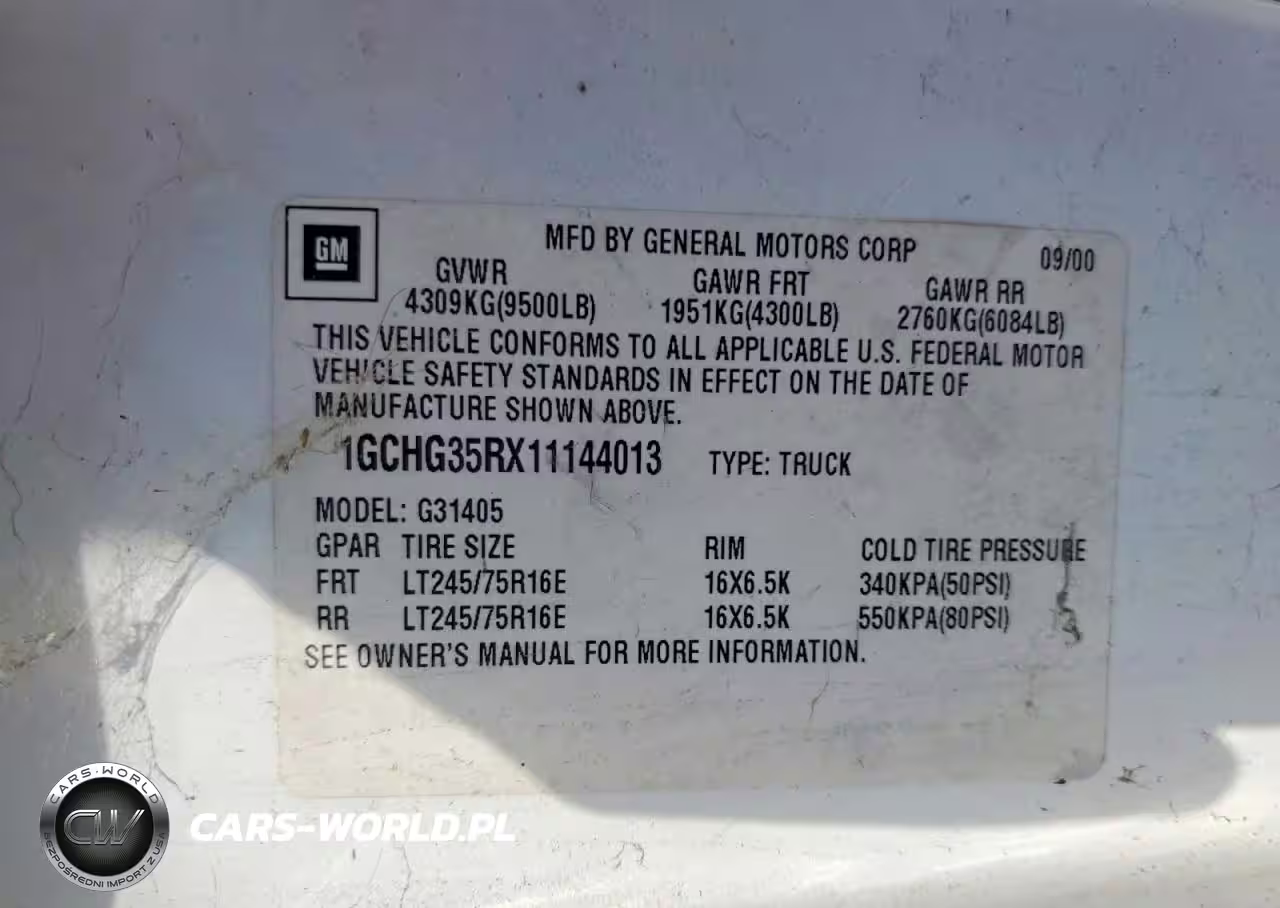 GM
MFD BY GENERAL MOTORS CORP 09/00
GVWR GAWR FRT GAWR RR
4309KG(9500LB) 1951KG(4300LB) 2760KG(6084LB)
THIS VEHICLE CONFORMS TO ALL APPLICABLE U.S. FEDERAL MOTOR
VEHICLE SAFETY STANDARDS IN EFFECT ON THE DATE OF
MANUFACTURE SHOWN ABOVE.
1GCHG35RX11144013 TYPE: TRUCK
MODEL: G31405
GPAR TIRE SIZE RIM COLD TIRE PRESSURE
FRT LT245/75R16E 16X6.5K 340KPA(50PSI)
RR LT245/75R16E 16X6.5K 550KPA(80PSI)
SEE OWNER'S MANUAL FOR MORE INFORMATION.
CARS-WORLD
CW
BEZPOŚREDNI IMPORT Z USA
CARS-WORLD.PL